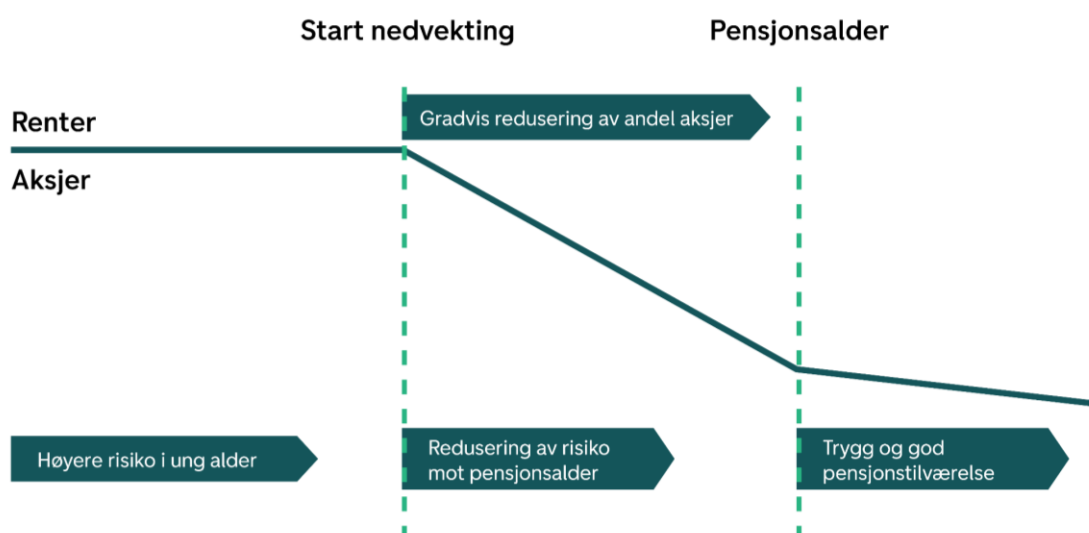 Start nedvekting
Pensjonsalder
Gradvis redusering av andel aksjer
Renter
Aksjer
Høyere risiko i ung alder
Redusering av risiko
mot pensjonsalder
Trygg og god
pensjonstilværelse